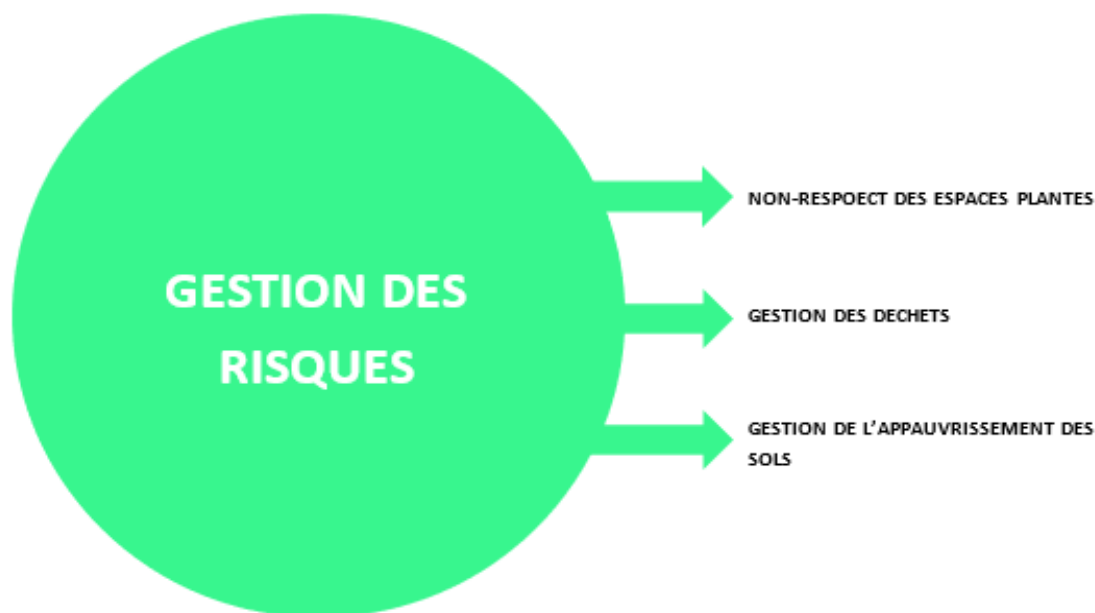 GESTION DES
RISQUES
NON-RESPOECT DES ESPACES PLANTES
GESTION DES DECHETS
GESTION DE L’APPAUVRISSEMENT DES
SOLS